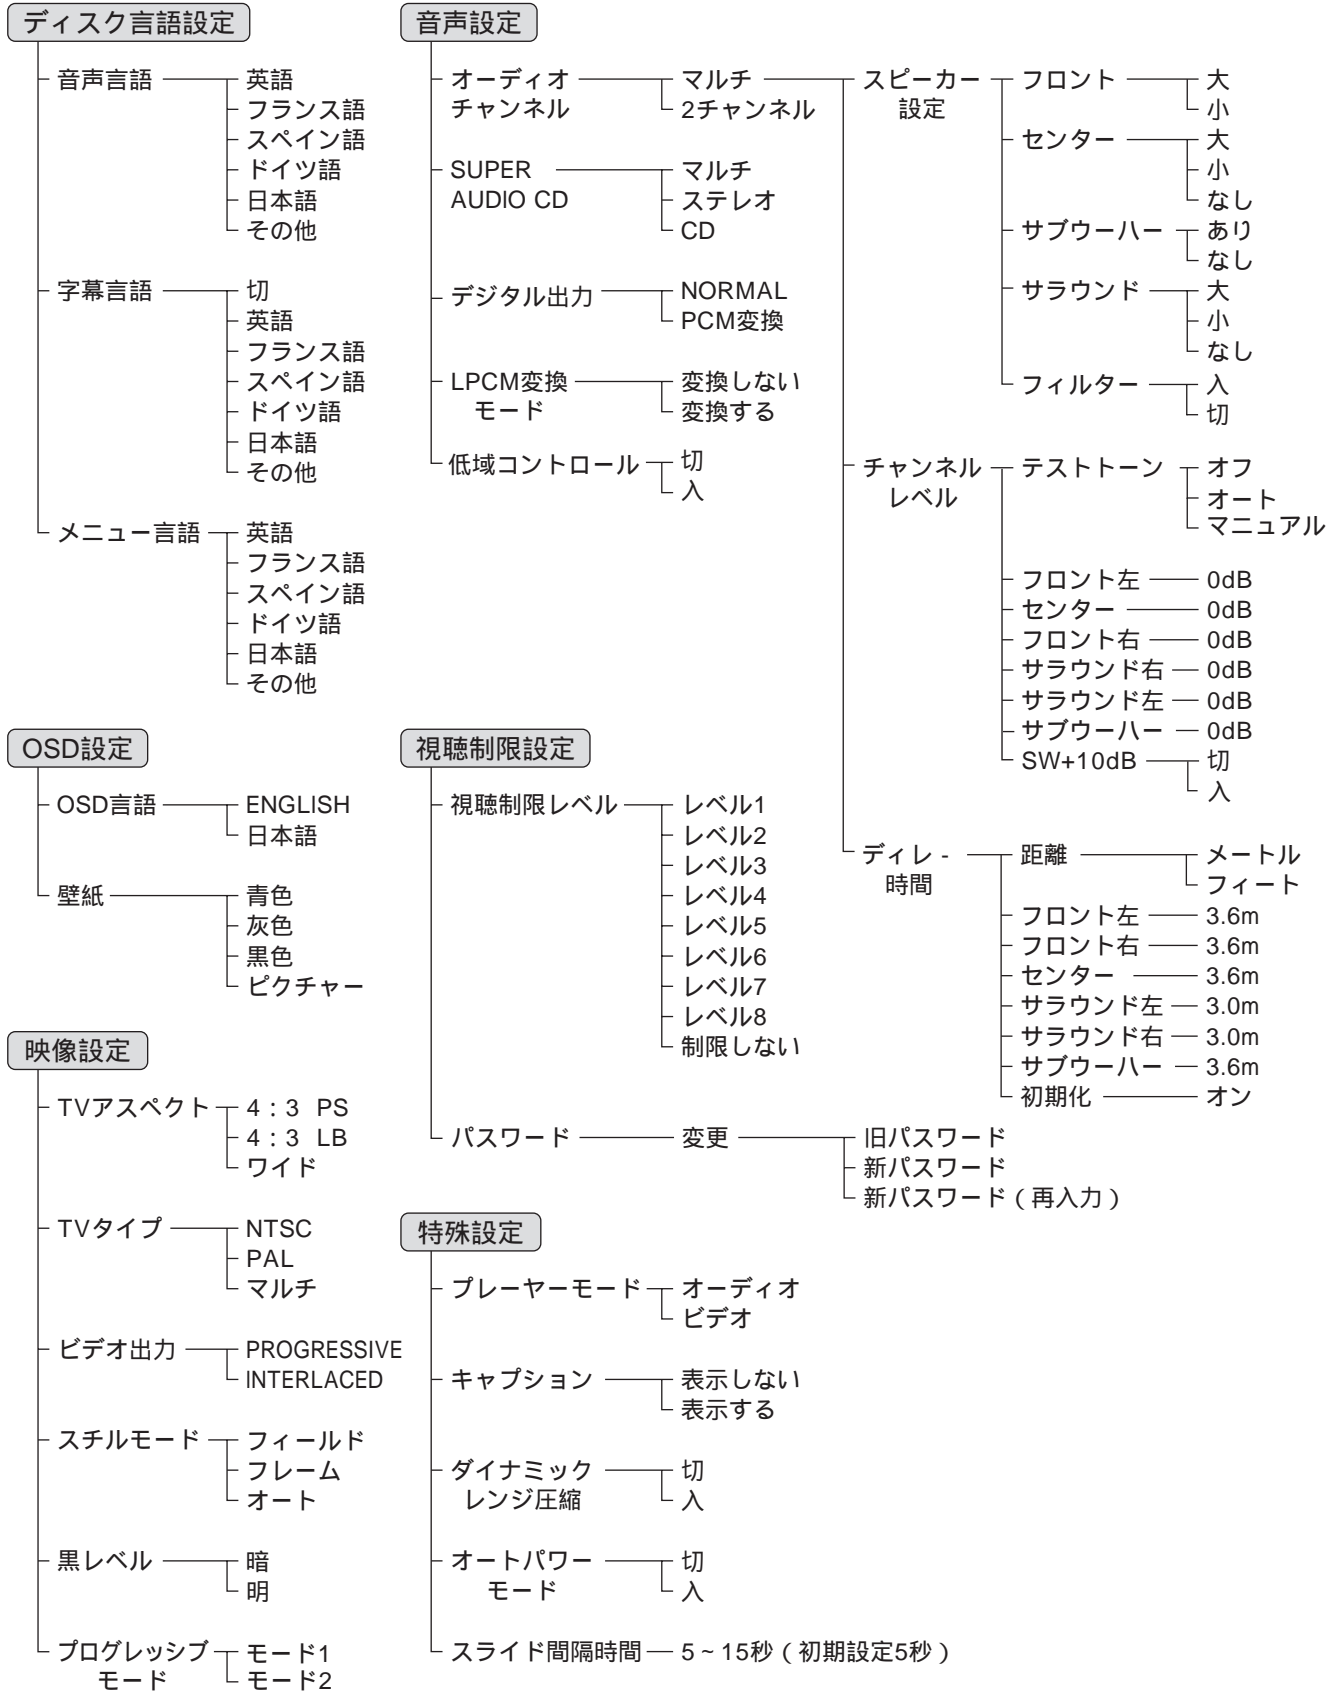 ディスク言語設定
音声言語
英語
フランス語
スペイン語
ドイツ語
日本語
その他
字幕言語
切
英語
フランス語
スペイン語
ドイツ語
日本語
その他
メニュー言語
英語
フランス語
スペイン語
ドイツ語
日本語
その他
OSD設定
OSD言語
ENGLISH
日本語
壁紙
青色
灰色
黒色
ピクチャー
映像設定
TVアスペクト
4：3 PS
4：3 LB
ワイド
TVタイプ
NTSC
PAL
マルチ
ビデオ出力
PROGRESSIVE
INTERLACED
スチルモード
フィールド
フレーム
オート
黒レベル
暗
明
プログレッシブ
モード
モード1
モード2
音声設定
オーディオ
チャンネル
マルチ
2チャンネル
スピーカー
設定
フロント
大
小
センター
大
小
なし
サブウーハー
あり
なし
サラウンド
大
小
なし
フィルター
入
切
チャンネル
レベル
テストトーン
オフ
オート
マニュアル
フロント左
0dB
センター
0dB
フロント右
0dB
サラウンド右
0dB
サラウンド左
0dB
サブウーハー
0dB
SW+10dB
切
入
ディレ -
時間
距離
メートル
フィート
フロント左
3.6m
フロント右
3.6m
センター
3.6m
サラウンド左
3.0m
サラウンド右
3.0m
サブウーハー
3.6m
初期化
オン
SUPER
AUDIO CD
マルチ
ステレオ
CD
デジタル出力
NORMAL
PCM変換
LPCM変換
モード
変換しない
変換する
低域コントロール
切
入
視聴制限設定
視聴制限レベル
レベル1
レベル2
レベル3
レベル4
レベル5
レベル6
レベル7
レベル8
制限しない
パスワード
変更
旧パスワード
新パスワード
新パスワード（再入力）
特殊設定
プレーヤーモード
オーディオ
ビデオ
キャプション
表示しない
表示する
ダイナミック
レンジ圧縮
切
入
オートパワー
モード
切
入
スライド間隔時間
5～15秒（初期設定5秒）